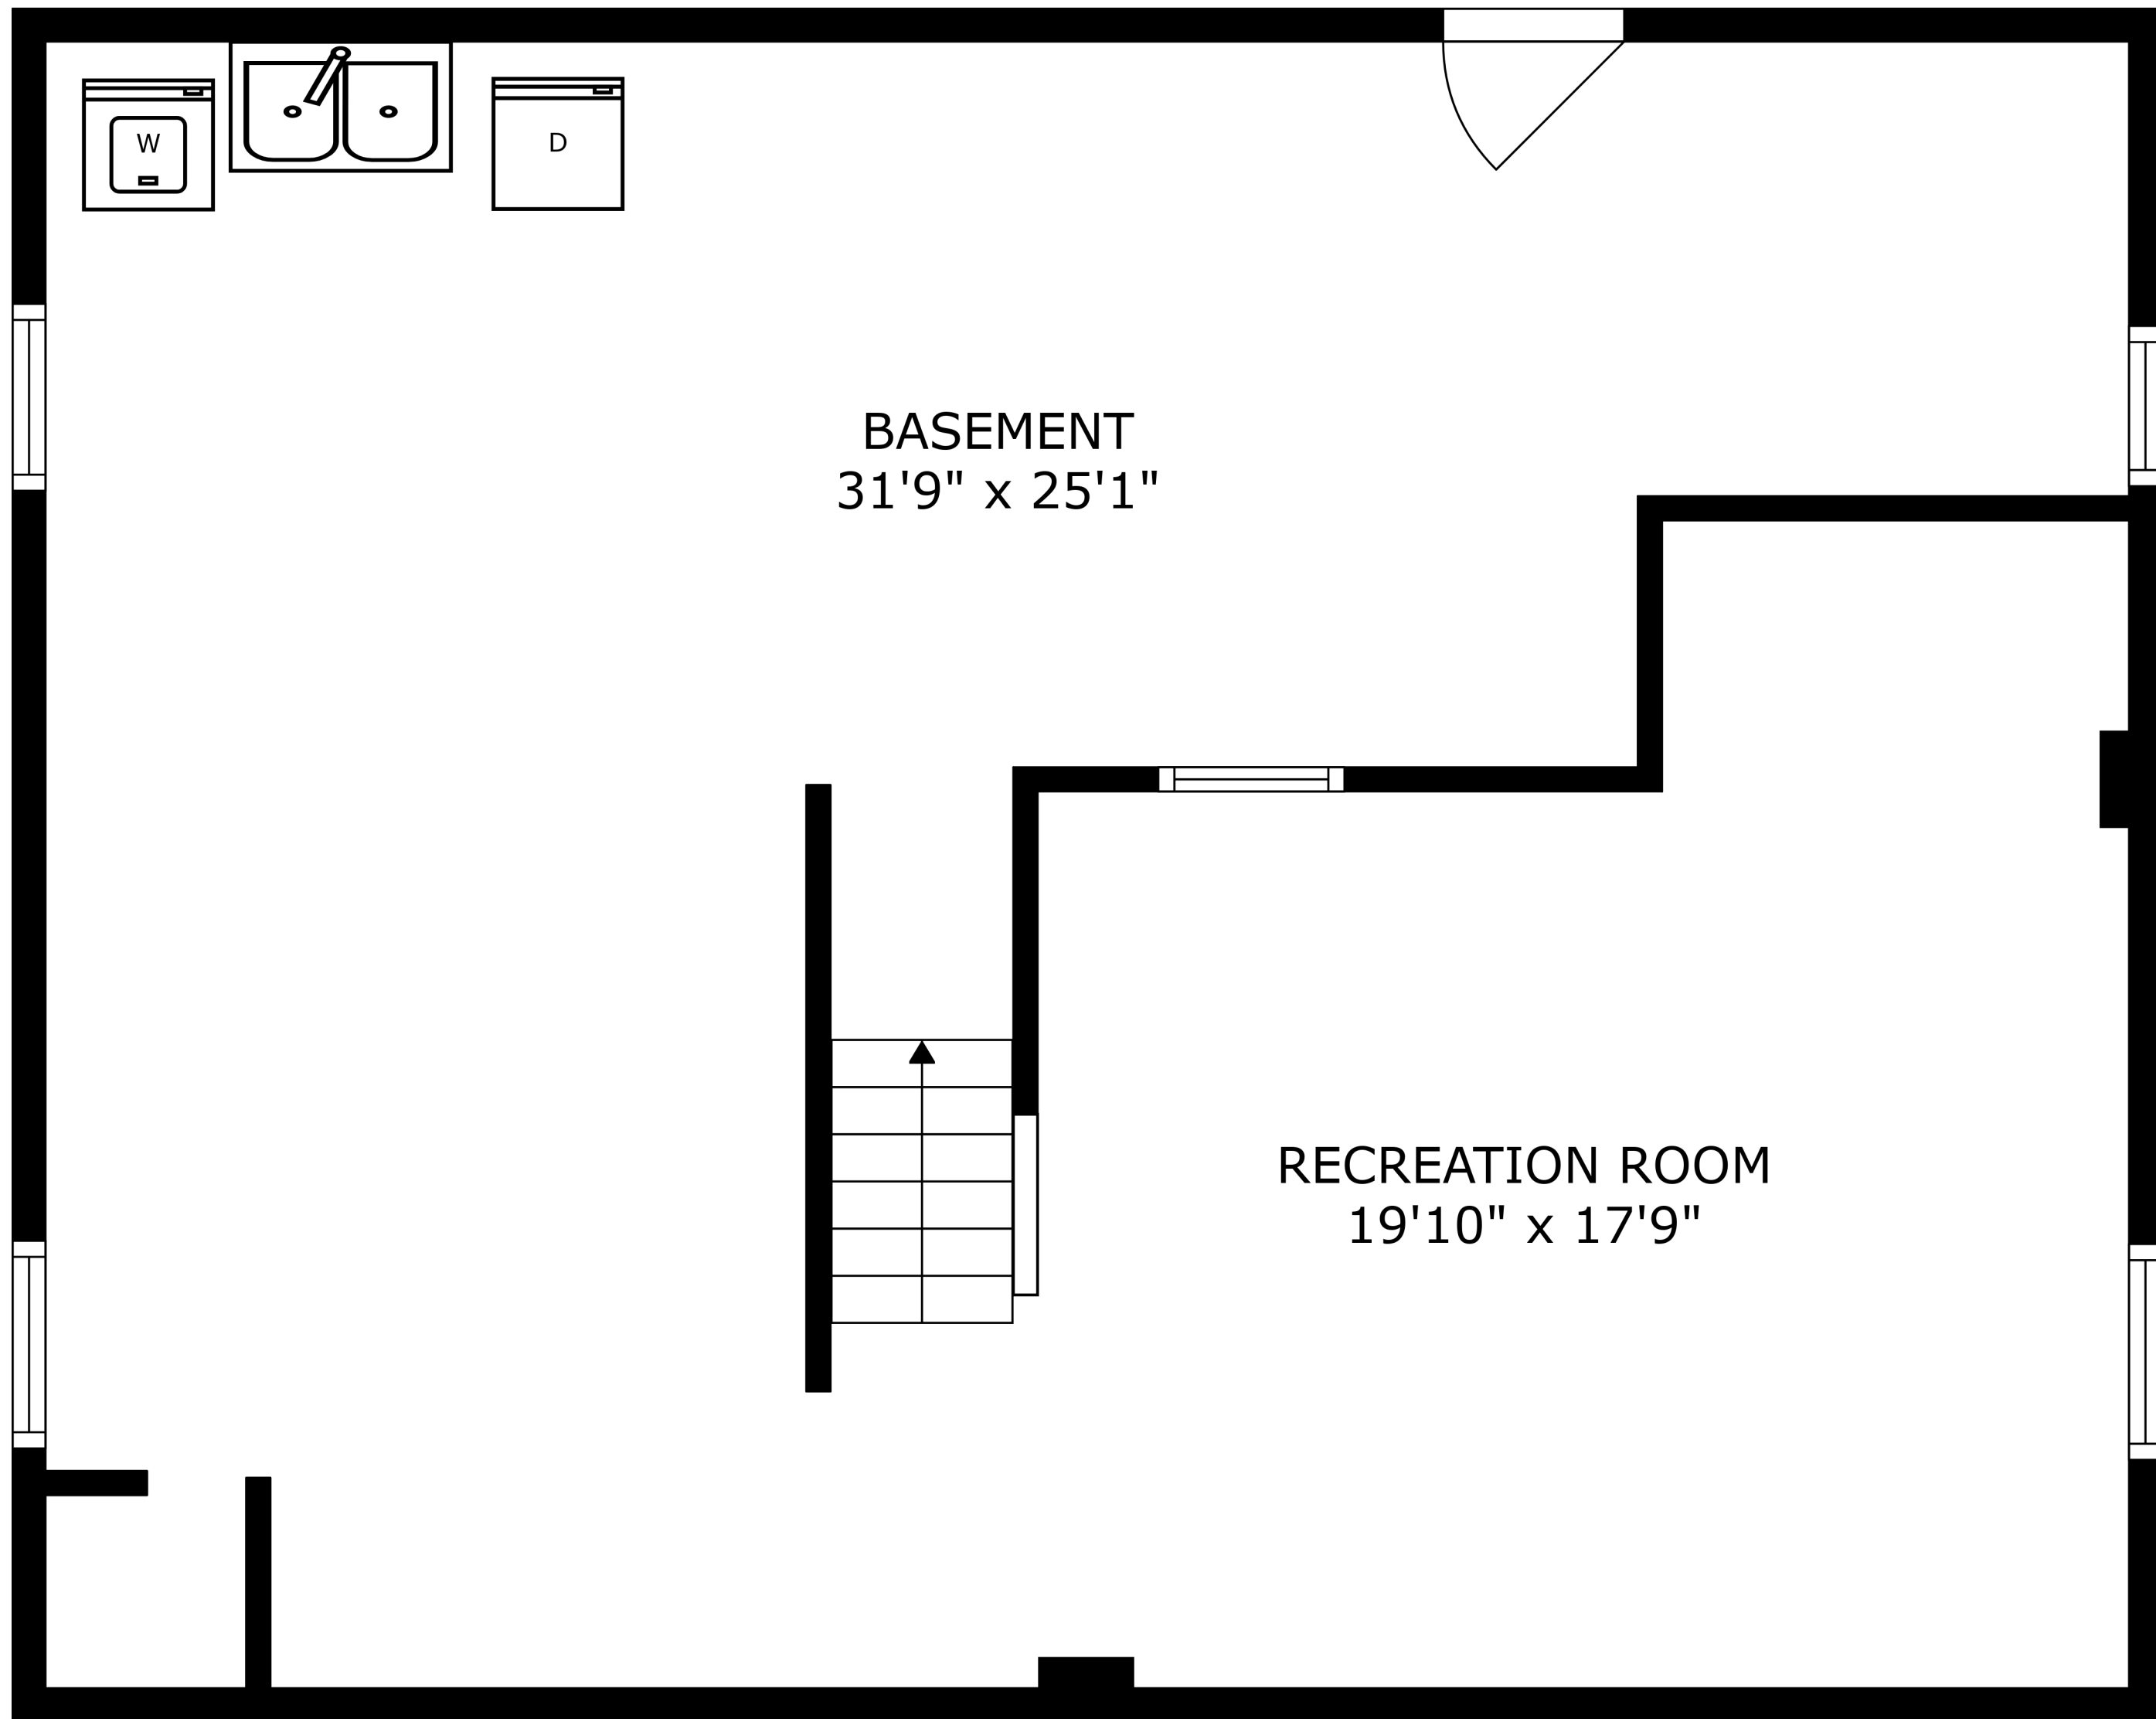 W
D
BASEMENT
31'9" x 25'1"
RECREATION ROOM
19'10" x 17'9"